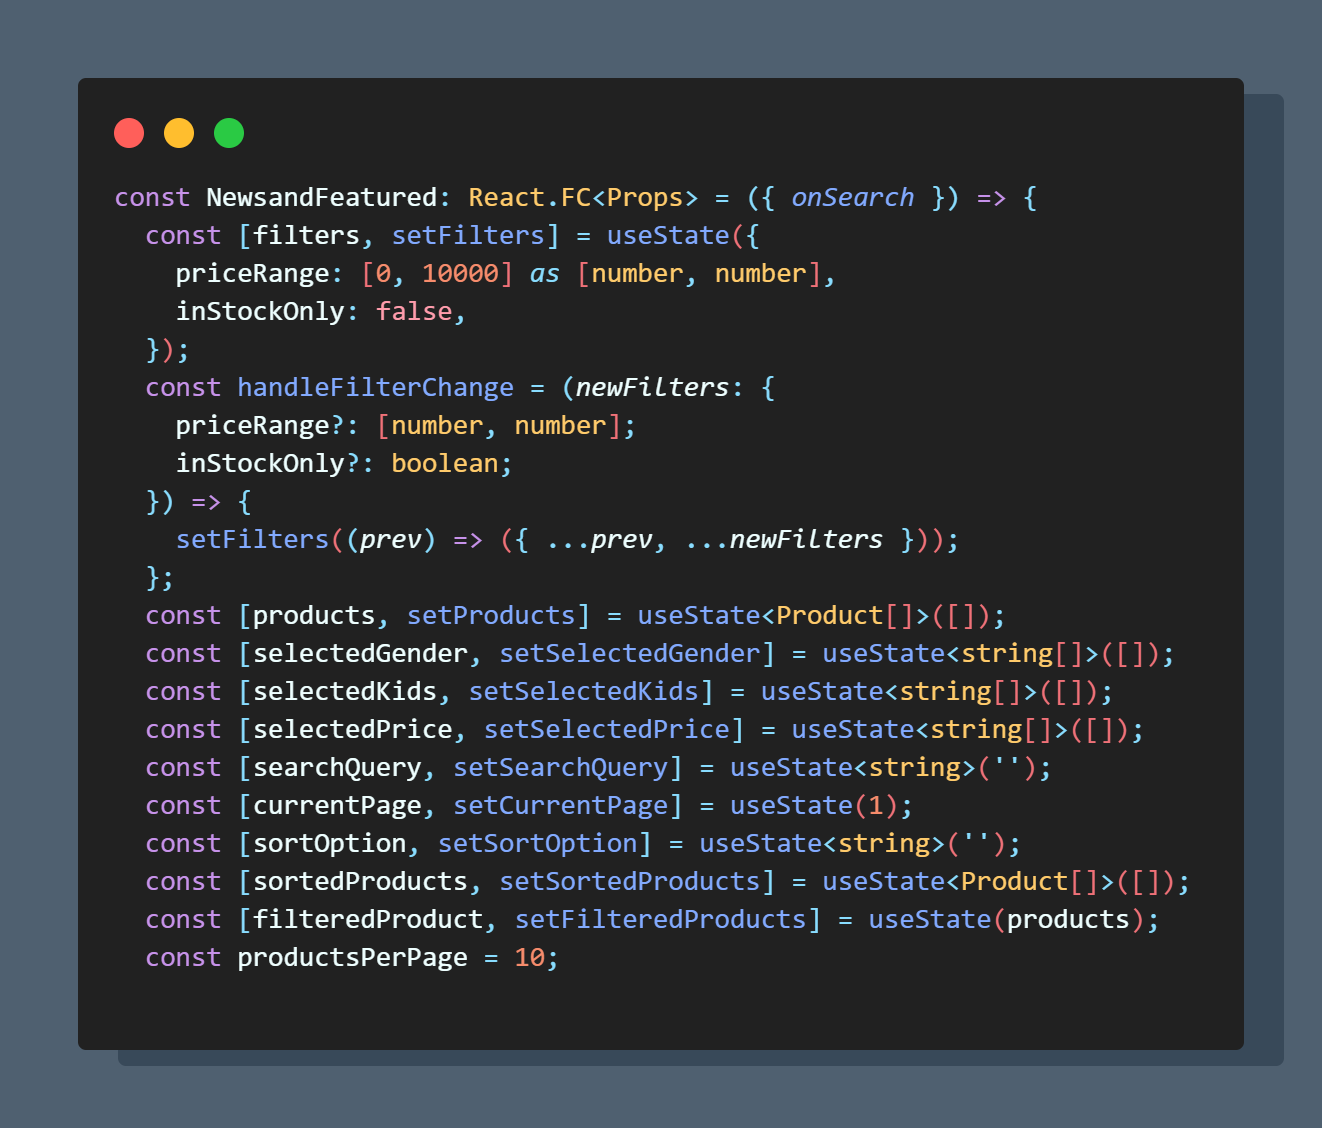 const NewsandFeatured: React.FC<Props> = ({ onSearch }) => {
  const [filters, setFilters] = useState({
    priceRange: [0, 10000] as [number, number],
    inStockOnly: false,
  });
  const handleFilterChange = (newFilters: {
    priceRange?: [number, number];
    inStockOnly?: boolean;
  }) => {
    setFilters((prev) => ({ ...prev, ...newFilters }));
  };
  const [products, setProducts] = useState<Product[]>([]);
  const [selectedGender, setSelectedGender] = useState<string[]>([]);
  const [selectedKids, setSelectedKids] = useState<string[]>([]);
  const [selectedPrice, setSelectedPrice] = useState<string[]>([]);
  const [searchQuery, setSearchQuery] = useState<string>('');
  const [currentPage, setCurrentPage] = useState(1);
  const [sortOption, setSortOption] = useState<string>('');
  const [sortedProducts, setSortedProducts] = useState<Product[]>([]);
  const [filteredProduct, setFilteredProducts] = useState(products);
  const productsPerPage = 10;